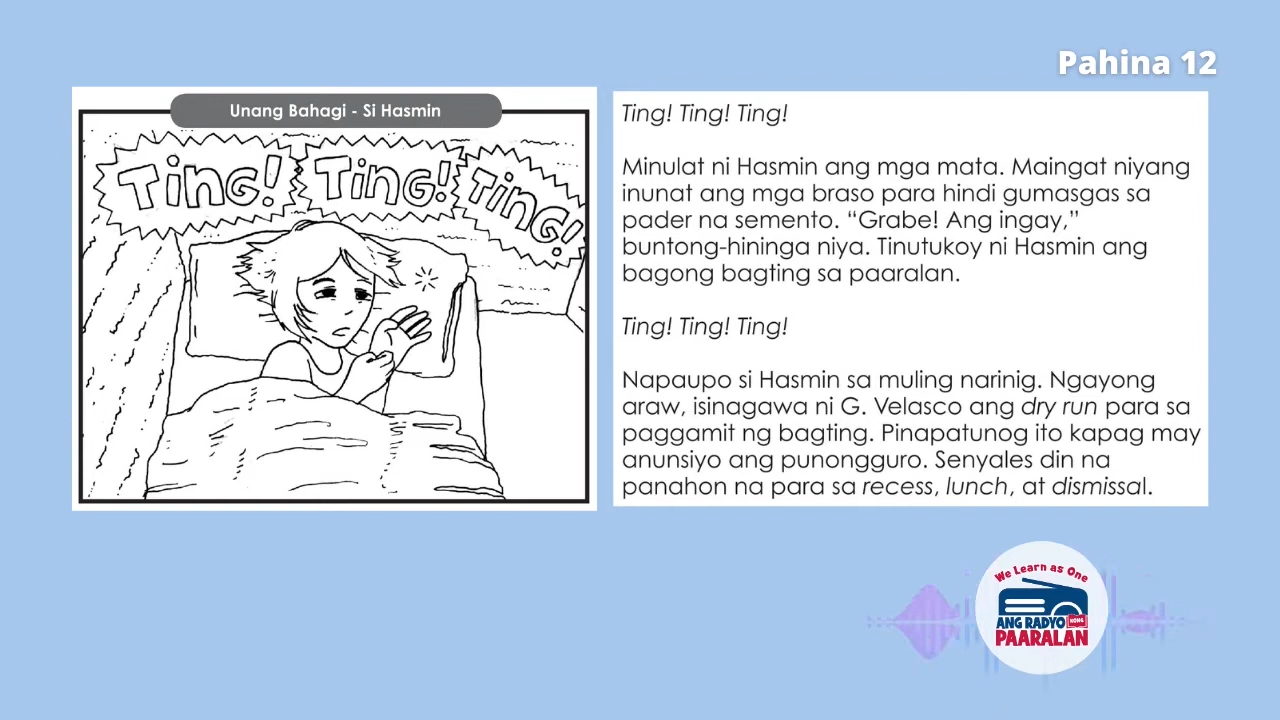 Pahina 12
Unang Bahagi - Si Hasmin
Ting! Ting! Ting!
Ting! Ting! Ting!
Minulat ni Hasmin ang mga mata. Maingat niyang
inunat ang mga braso para hindi gumasgas sa
pader na semento. “Grabe! Ang ingay,”
buntong-hininga niya. Tinutukoy ni Hasmin ang
bagong bagting sa paaralan.
Ting! Ting! Ting!
Napaupo si Hasmin sa muling narinig. Ngayong
araw, isinagawa ni G. Velasco ang dry run para sa
paggamit ng bagting. Pinapatunog ito kapag may
anunsiyo ang punongguro. Senyales din na
panahon na para sa recess, lunch, at dismissal.
We Learn as One
ANG RADYO KONG
PAARALAN